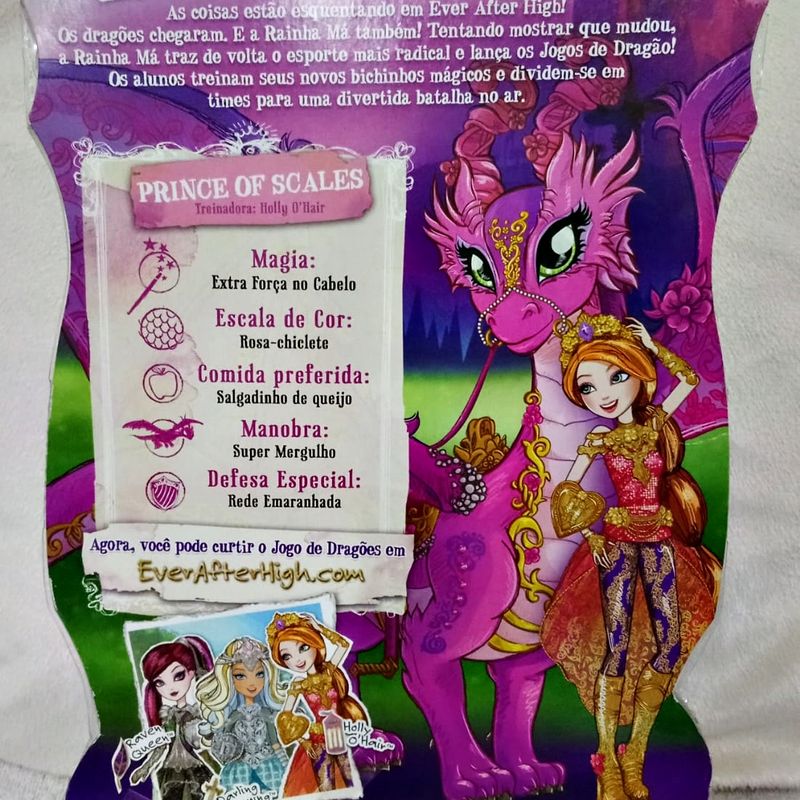 As coisas estão esquentando em Ever After High!
Os dragões chegaram. E a Rainha Má também! Tentando mostrar que mudou,
a Rainha Má traz de volta o esporte mais radical e lança os Jogos de Dragão!
Os alunos treinam seus novos bichinhos mágicos e dividem-se em
times para uma divertida batalha no ar.
PRINCE OF SCALES
Treinadora: Holly O'Hair
Magia:
Extra Força no Cabelo
Escala de Cor:
Rosa-chiclete
Comida preferida:
Salgadinho de queijo
Manobra:
Super Mergulho
Defesa Especial:
Rede Emaranhada
Agora, você pode curtir o Jogo de Dragões em
EverAfterHigh.com
Raven
Queen™
Darling
Holly
O'Hair™